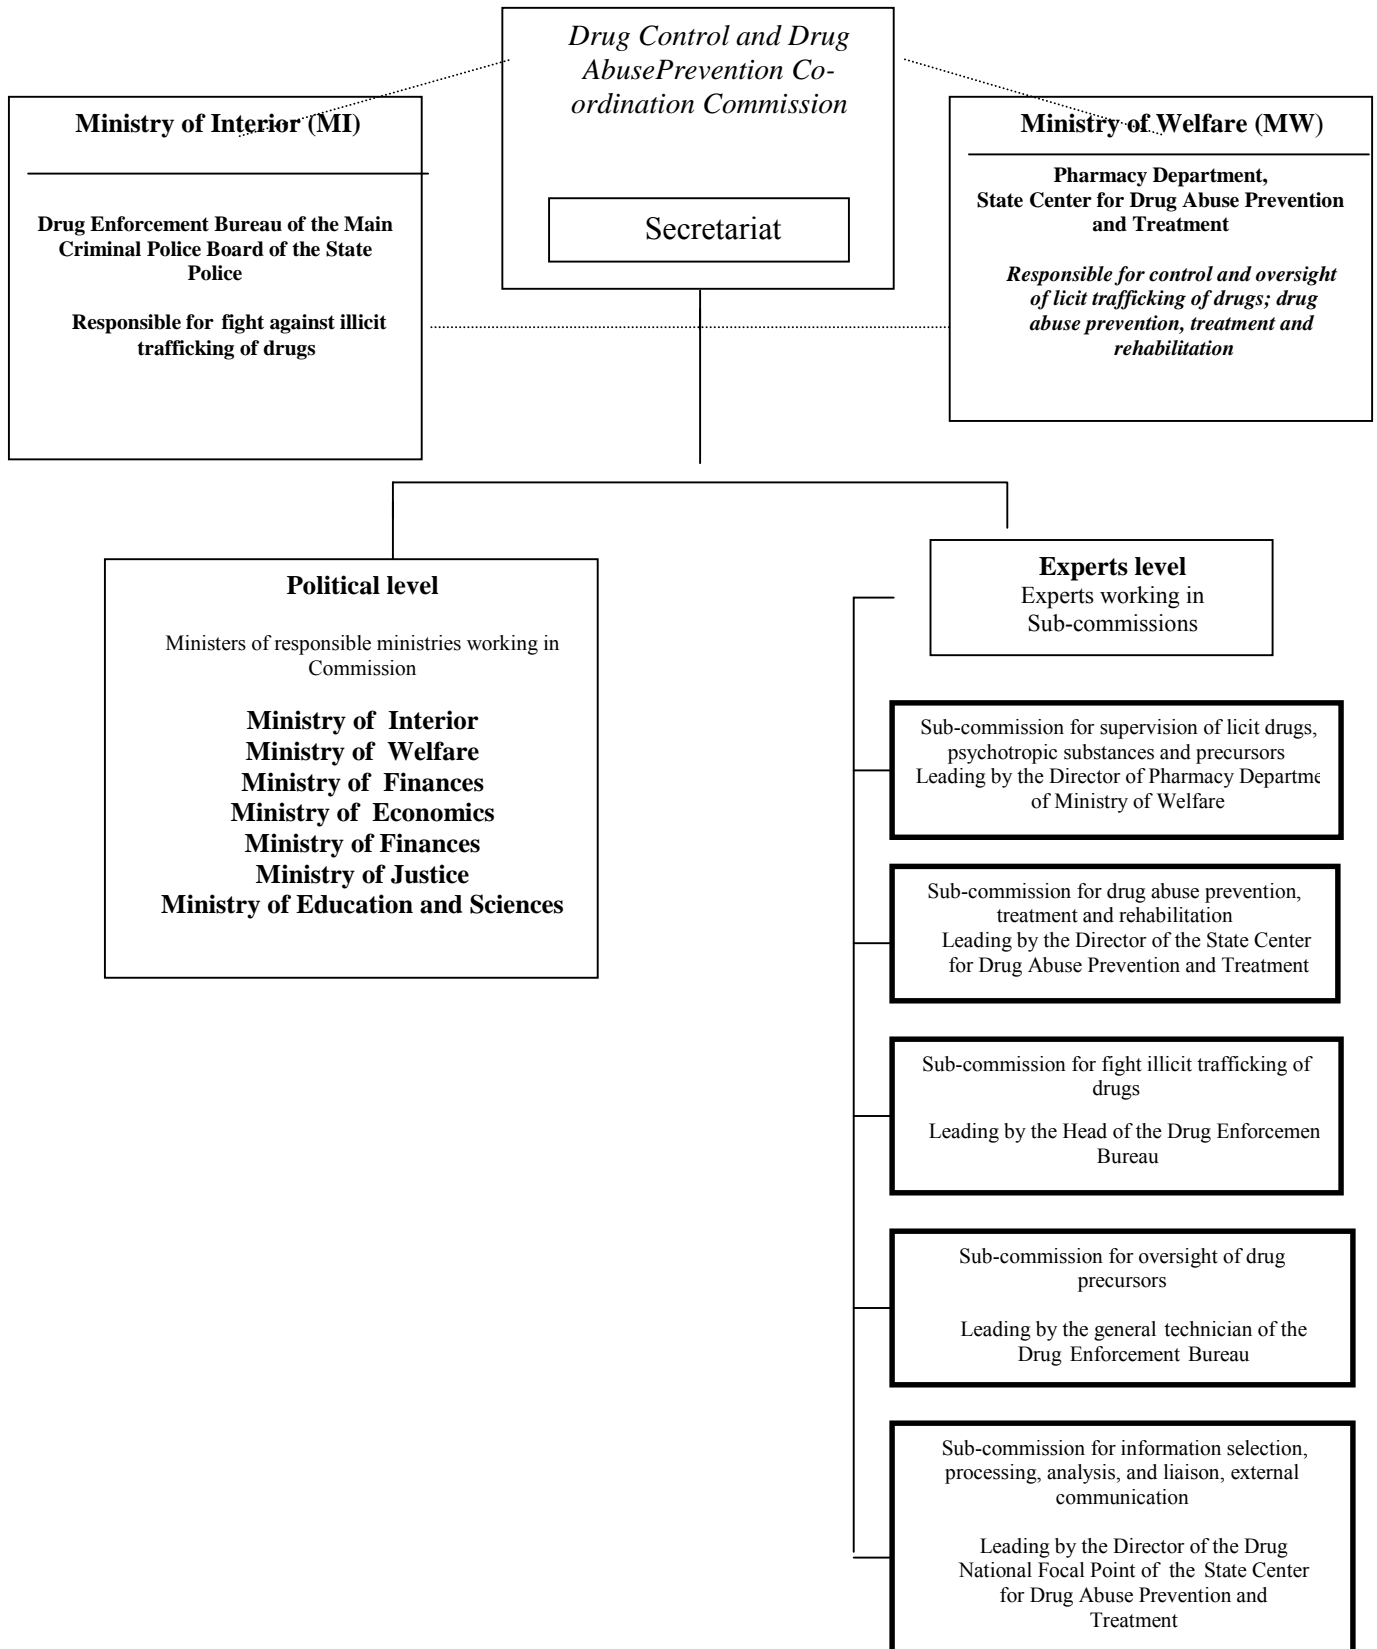 Drug Control and Drug
AbusePrevention Co-
ordination Commission
Secretariat
Ministry of Interior (MI)
Drug Enforcement Bureau of the Main
Criminal Police Board of the State
Police
Responsible for fight against illicit
trafficking of drugs
Ministry of Welfare (MW)
Pharmacy Department,
State Center for Drug Abuse Prevention
and Treatment
Responsible for control and oversight
of licit trafficking of drugs; drug
abuse prevention, treatment and
rehabilitation
Political level
Ministers of responsible ministries working in
Commission
Ministry of Interior
Ministry of Welfare
Ministry of Finances
Ministry of Economics
Ministry of Finances
Ministry of Justice
Ministry of Education and Sciences
Experts level
Experts working in
Sub-commissions
Sub-commission for supervision of licit drugs,
psychotropic substances and precursors
Leading by the Director of Pharmacy Departme
of Ministry of Welfare
Sub-commission for drug abuse prevention,
treatment and rehabilitation
Leading by the Director of the State Center
for Drug Abuse Prevention and Treatment
Sub-commission for fight illicit trafficking of
drugs
Leading by the Head of the Drug Enforcemen
Bureau
Sub-commission for oversight of drug
precursors
Leading by the general technician of the
Drug Enforcement Bureau
Sub-commission for information selection,
processing, analysis, and liaison, external
communication
Leading by the Director of the Drug
National Focal Point of the State Center
for Drug Abuse Prevention and
Treatment